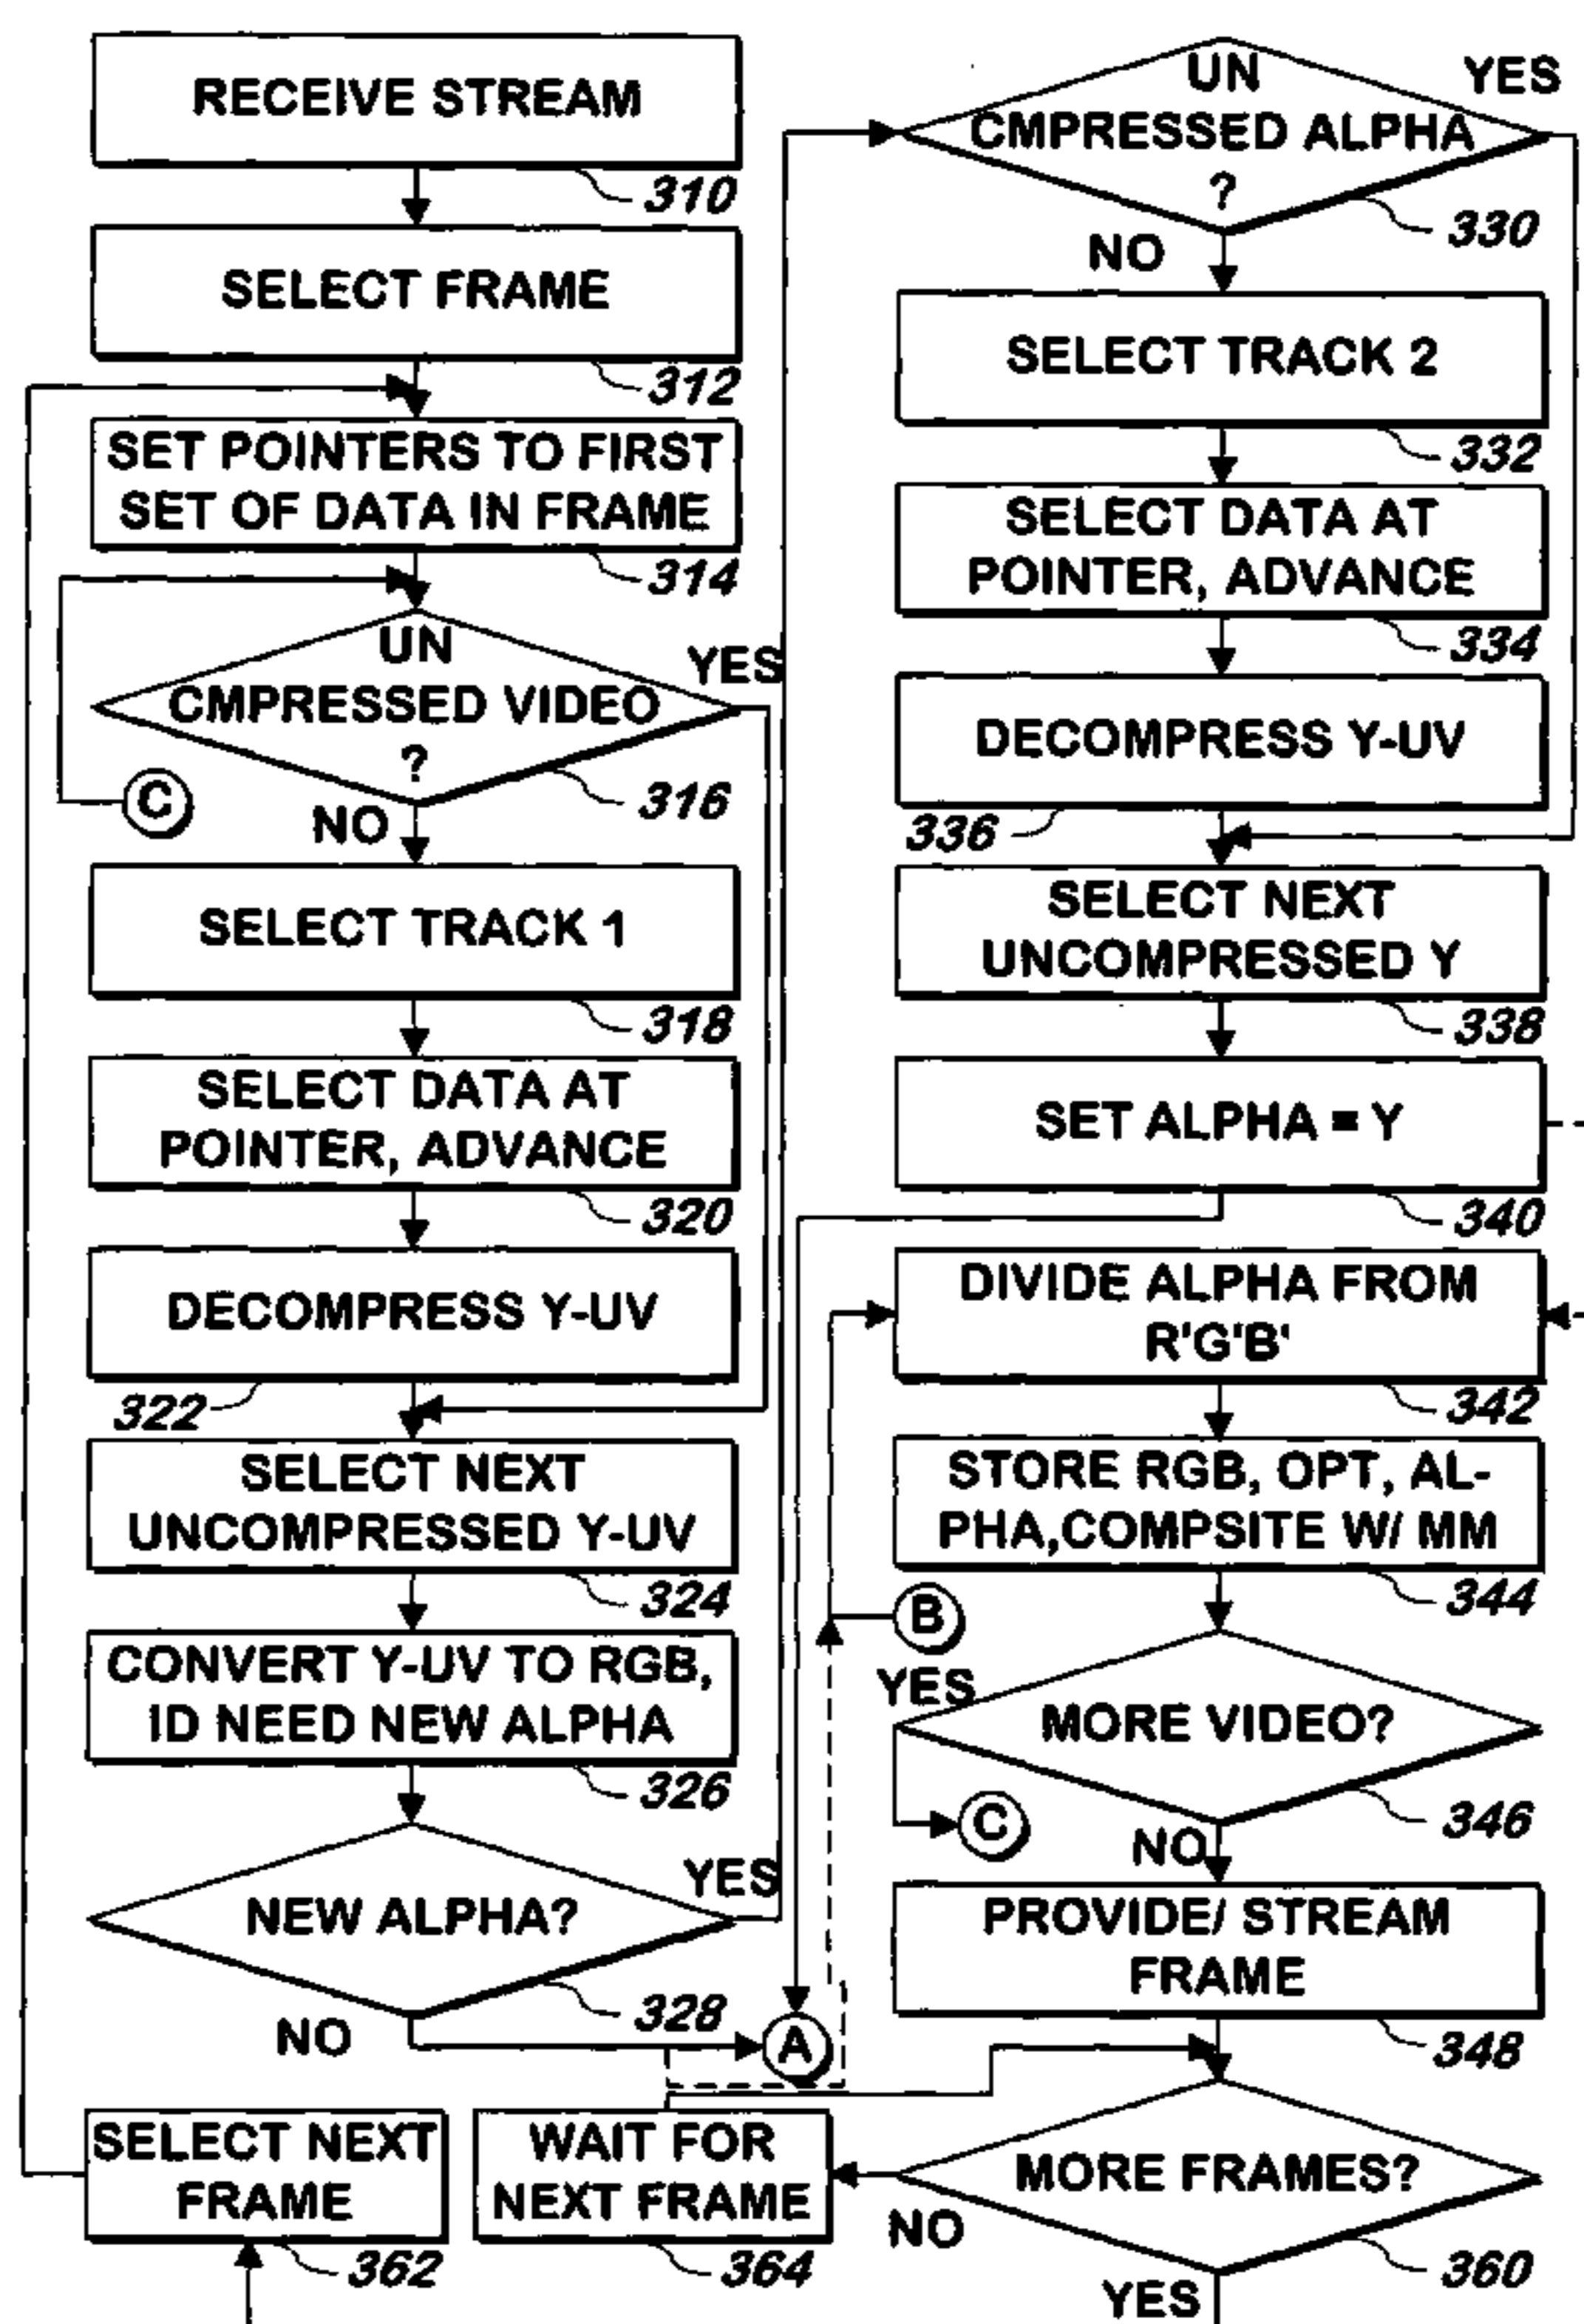 RECEIVE STREAM
310
SELECT FRAME
312
SET POINTERS TO FIRST
SET OF DATA IN FRAME
314
UN
CMPRESSED VIDEO
?
YES
316
C
NO
SELECT TRACK 1
318
SELECT DATA AT
POINTER, ADVANCE
320
DECOMPRESS Y-UV
322
SELECT NEXT
UNCOMPRESSED Y-UV
324
CONVERT Y-UV TO RGB,
ID NEED NEW ALPHA
326
NEW ALPHA?
YES
328
NO
A
SELECT NEXT
FRAME
362
WAIT FOR
NEXT FRAME
364
UN
CMPRESSED ALPHA
?
YES
330
NO
SELECT TRACK 2
332
SELECT DATA AT
POINTER, ADVANCE
334
DECOMPRESS Y-UV
336
SELECT NEXT
UNCOMPRESSED Y
338
SET ALPHA = Y
340
DIVIDE ALPHA FROM
R'G'B'
342
STORE RGB, OPT, AL-
PHA,COMPSITE W/ MM
344
B
YES
MORE VIDEO?
346
C
NO
PROVIDE/ STREAM
FRAME
348
MORE FRAMES?
NO
360
YES